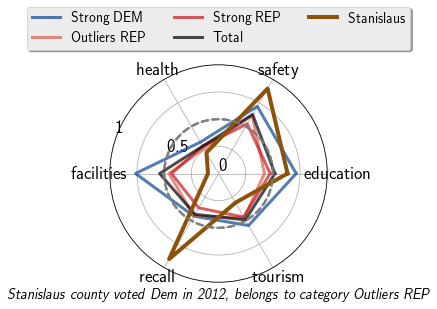 Strong DEM
Strong REP
Stanislaus
Outliers REP
Total
health
safety
1
0.5
0
facilities
education
recall
tourism
Stanislaus county voted Dem in 2012, belongs to category Outliers REP